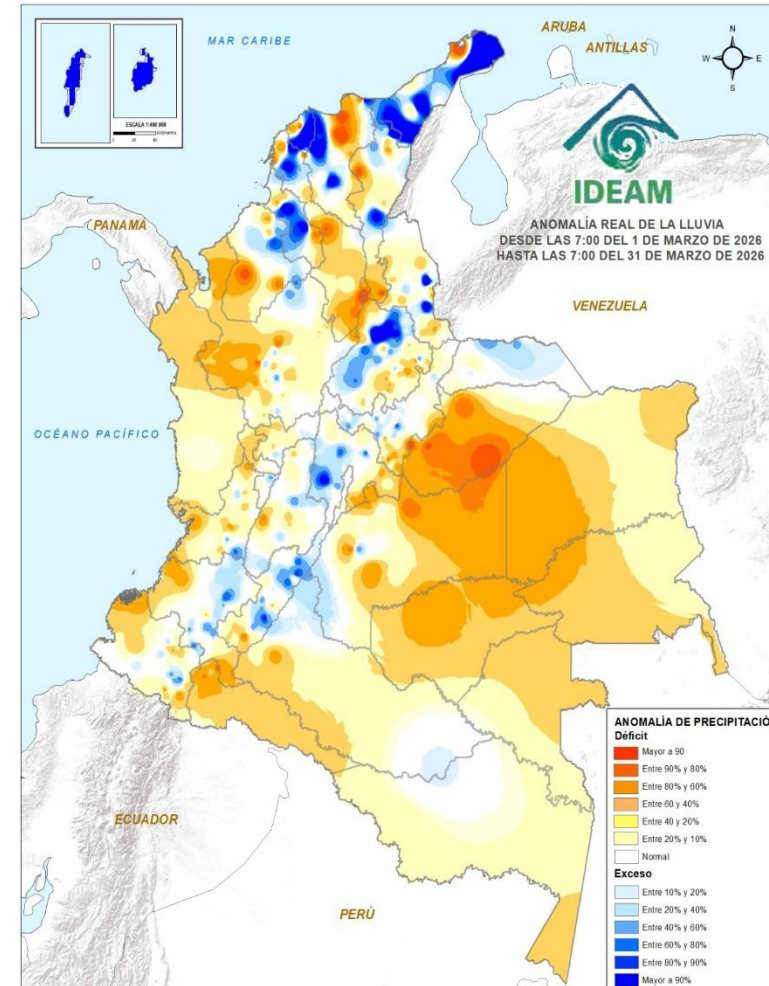 MAR CARIBE
ARUBA
ANTILLAS
N
W
E
S
ESCALA 1:400.000
IDEAM
ANOMALÍA REAL DE LA LLUVIA
DESDE LAS 7:00 DEL 1 DE MARZO DE 2026
HASTA LAS 7:00 DEL 31 DE MARZO DE 2026
PANAMA
VENEZUELA
OCÉANO PACÍFICO
ECUADOR
PERÚ
ANOMALÍA DE PRECIPITACIÓ
Déficit
Mayor a 90
Entre 90% y 80%
Entre 80% y 60%
Entre 60 y 40%
Entre 40 y 20%
Entre 20% y 10%
Normal
Exceso
Entre 10% y 20%
Entre 20% y 40%
Entre 40% y 60%
Entre 60% y 80%
Entre 80% y 90%
Mayor a 90%